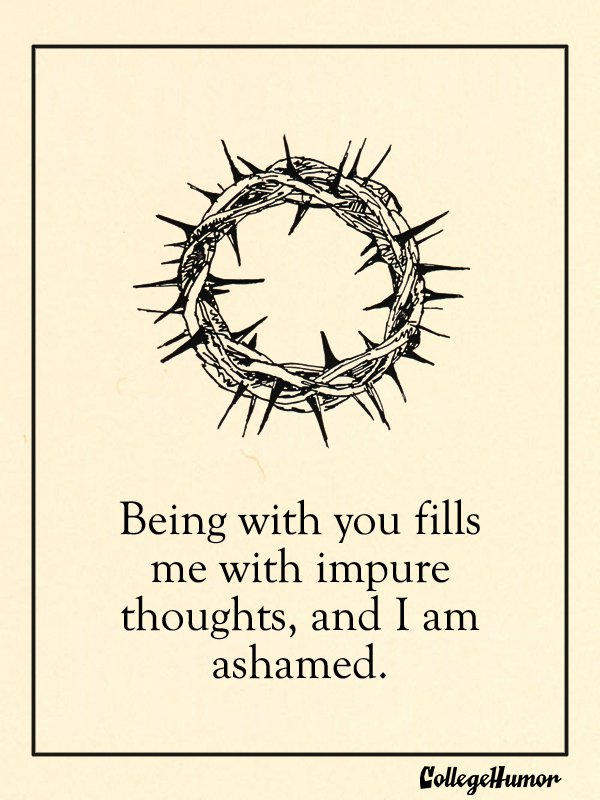 Being with you fills
me with impure
thoughts, and I am
ashamed.
CollegeHumor